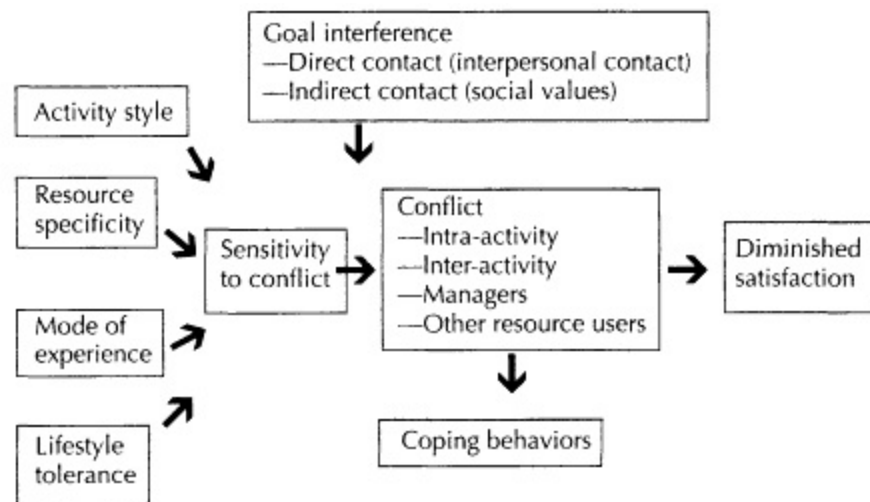 Goal interference
—Direct contact (interpersonal contact)
—Indirect contact (social values)
Activity style
Resource
specificity
Sensitivity
to conflict
Conflict
—Intra-activity
—Inter-activity
—Managers
—Other resource users
Diminished
satisfaction
Mode of
experience
Lifestyle
tolerance
Coping behaviors